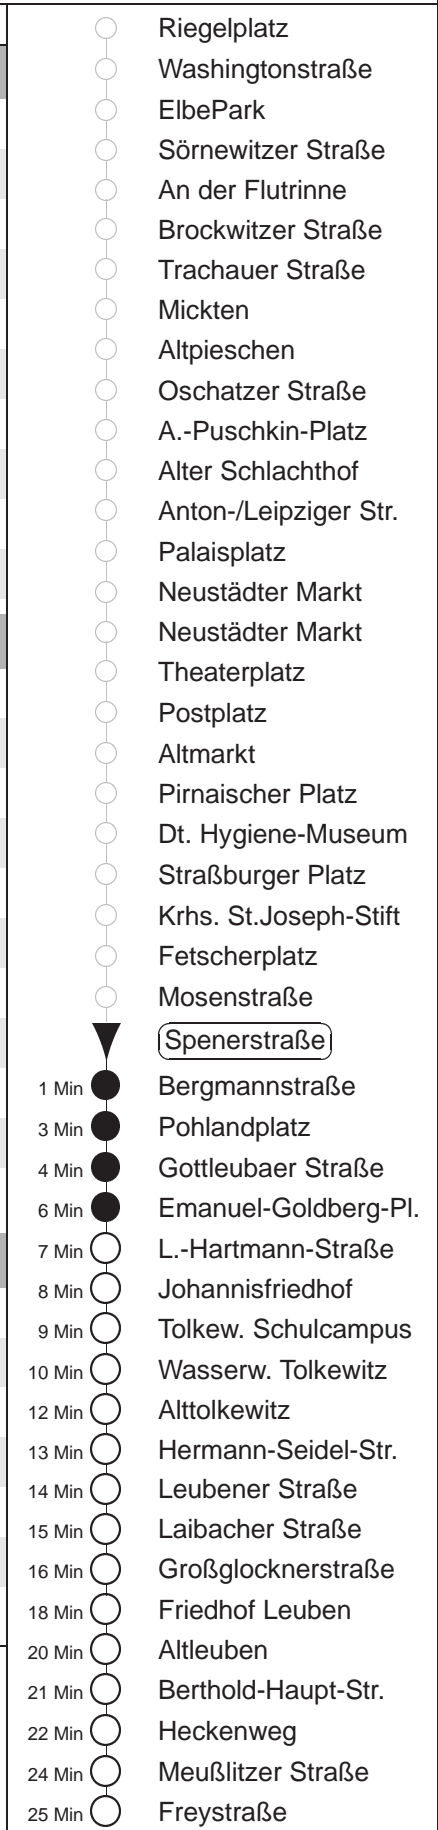 Riegelplatz
Washingtonstraße
ElbePark
Sörnewitzer Straße
An der Flutrinne
Brockwitzer Straße
Trachauer Straße
Mickten
Altpieschen
Oschatzer Straße
A.-Puschkin-Platz
Alter Schlachthof
Anton-/Leipziger Str.
Palaisplatz
Neustädter Markt
Neustädter Markt
Theaterplatz
Postplatz
Altmarkt
Pirnaischer Platz
Dt. Hygiene-Museum
Straßburger Platz
Krhs. St.Joseph-Stift
Fetscherplatz
Mosenstraße
Spenerstraße
1 Min Bergmannstraße
3 Min Pohlandplatz
4 Min Gottleubaer Straße
6 Min Emanuel-Goldberg-Pl.
7 Min L.-Hartmann-Straße
8 Min Johannisfriedhof
9 Min Tolkew. Schulcampus
10 Min Wasserw. Tolkewitz
12 Min Alttolkewitz
13 Min Hermann-Seidel-Str.
14 Min Leubener Straße
15 Min Laibacher Straße
16 Min Großglocknerstraße
18 Min Friedhof Leuben
20 Min Altleuben
21 Min Berthold-Haupt-Str.
22 Min Heckenweg
24 Min Meußlitzer Straße
25 Min Freystraße